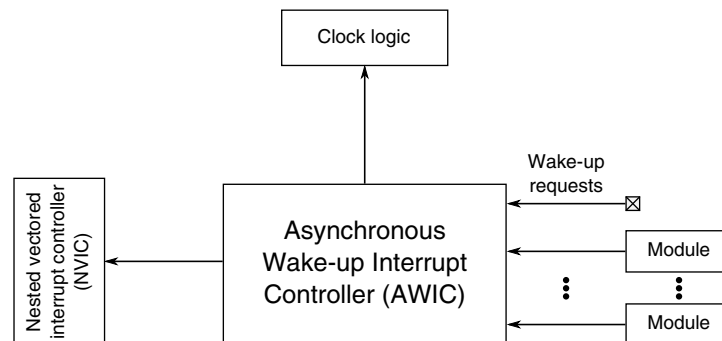 Clock logic
Wake-up
requests
Nested vectored
interrupt controller
(NVIC)
Asynchronous
Wake-up Interrupt
Controller (AWIC)
Module
Module